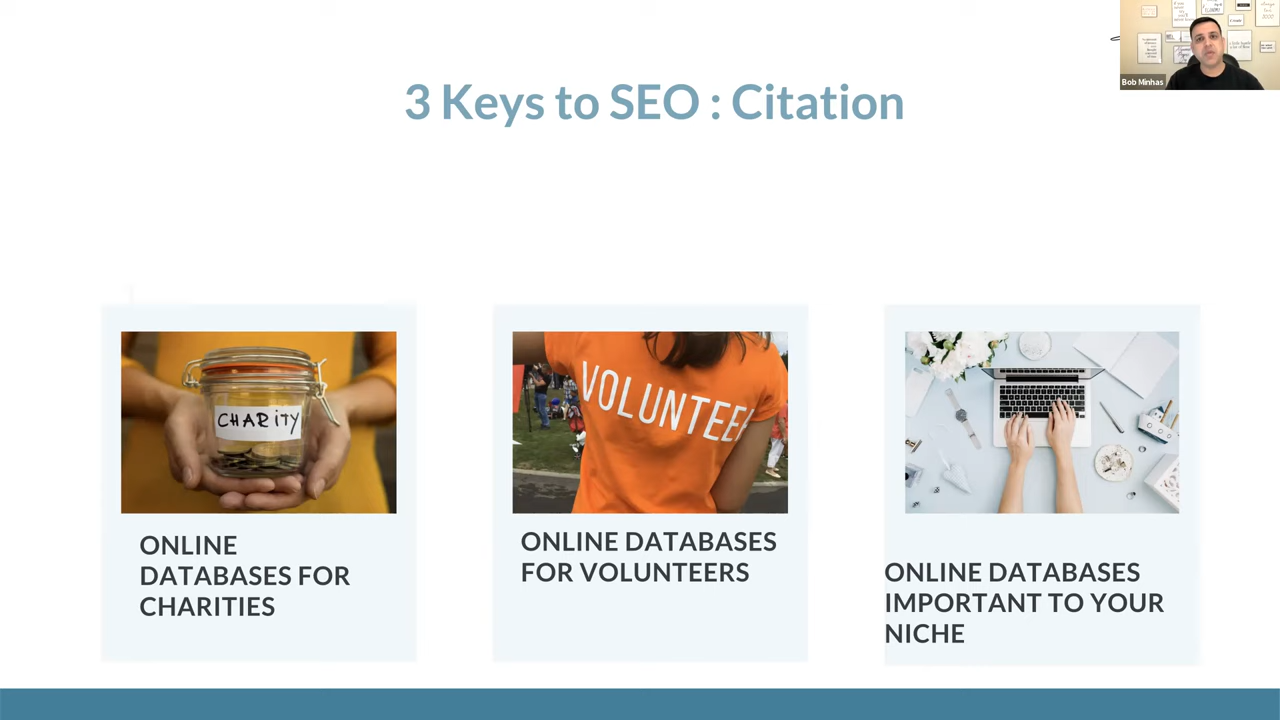 3 Keys to SEO : Citation
Bob Minhas
CHARITY
ONLINE
DATABASES FOR
CHARITIES
VOLUNTEER
ONLINE DATABASES
FOR VOLUNTEERS
ONLINE DATABASES
IMPORTANT TO YOUR
NICHE